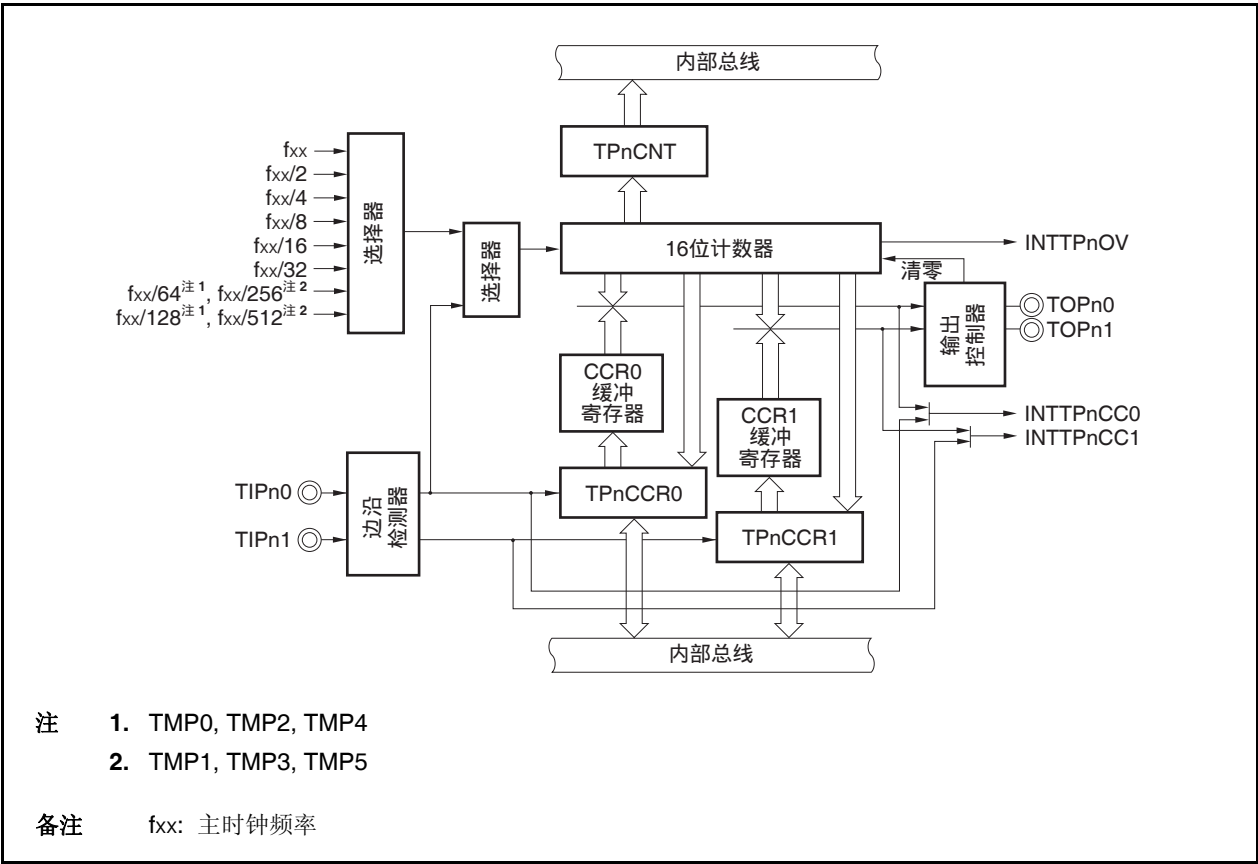 内部总线
TPnCNT
fxx
fxx/2
fxx/4
fxx/8
fxx/16
fxx/32
fxx/64注1, fxx/256注2
fxx/128注1, fxx/512注2
选择器
选择器
16位计数器
INTTPnOV
清零
输出
控制器
TOPn0
TOPn1
CCR0
缓冲
寄存器
CCR1
缓冲
寄存器
INTTPnCC0
INTTPnCC1
TIPn0
TIPn1
边沿
检测器
TPnCCR0
TPnCCR1
内部总线
注 1. TMP0, TMP2, TMP4
2. TMP1, TMP3, TMP5
备注 fxx: 主时钟频率